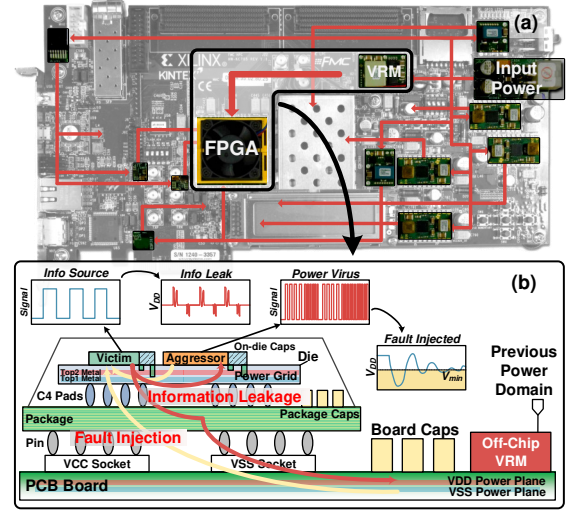 (a)
XILINX
KINTEX
FMC
VRM
Input
Power
FPGA
S/N 1248-3957
(b)
Info Source
Info Leak
Power Virus
Signal
VDD
Signal
Fault Injected
VDD
Vmin
On-die Caps
Victim
Aggressor
Die
Top2 Metal
Top1 Metal
Power Grid
C4 Pads
Information Leakage
Package
Package Caps
Fault Injection
Pin
VCC Socket
VSS Socket
Board Caps
Previous
Power
Domain
Off-Chip
VRM
PCB Board
VDD Power Plane
VSS Power Plane